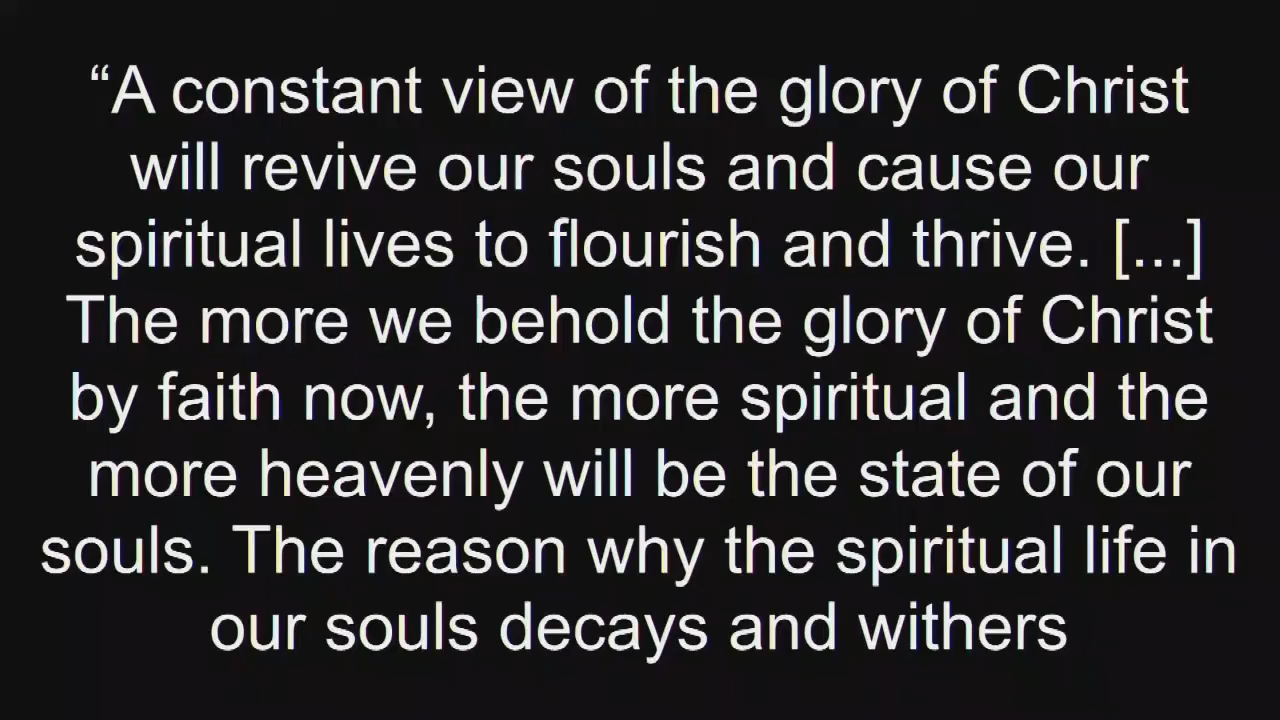 “A constant view of the glory of Christ
will revive our souls and cause our
spiritual lives to flourish and thrive. [...]
The more we behold the glory of Christ
by faith now, the more spiritual and the
more heavenly will be the state of our
souls. The reason why the spiritual life in
our souls decays and withers